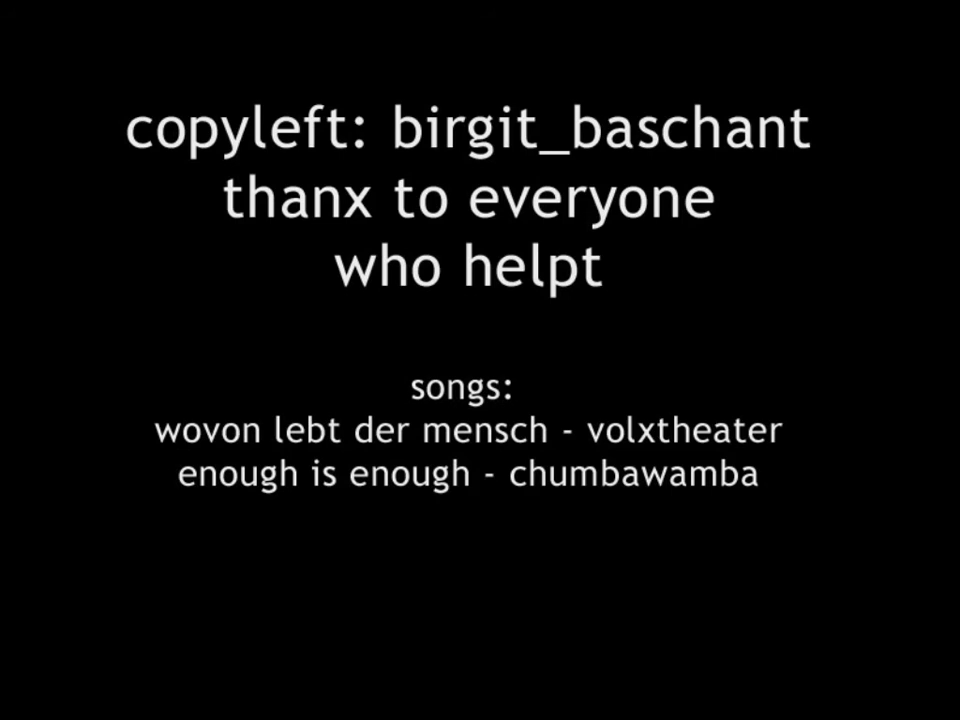 copyleft: birgit_baschant
thanx to everyone
who helpt
songs:
wovon lebt der mensch - volxtheater
enough is enough - chumbawamba